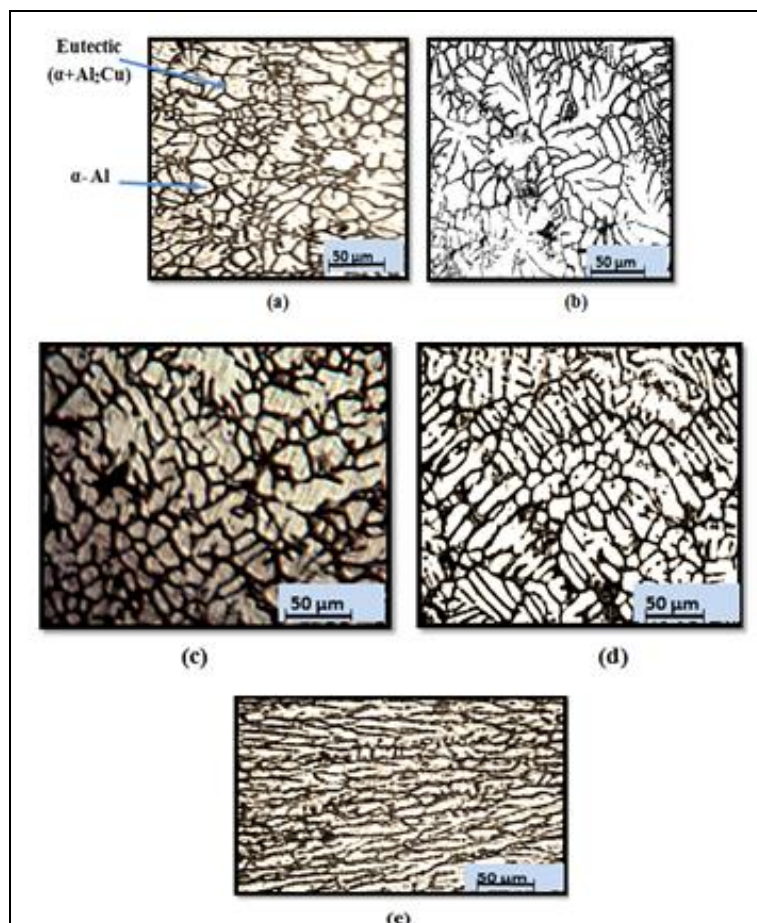 Eutectic
(α+Al₂Cu)
α- Al
50 µm
(a)
50 µm
(b)
50 µm
(c)
50 µm
(d)
50 µm
(e)